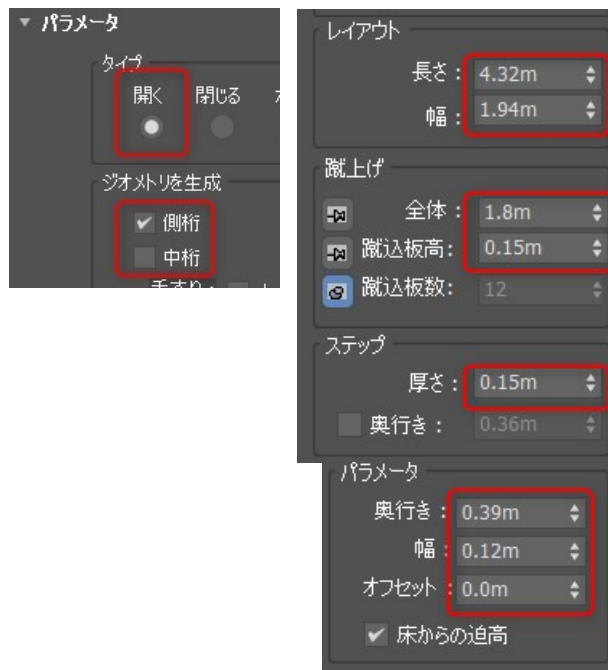 パラメータ
タイプ
開く 閉じる
ジオメトリを生成
側桁
中桁
手すり:
レイアウト
長さ: 4.32m
幅: 1.94m
蹴上げ
全体: 1.8m
蹴込板高: 0.15m
蹴込板数: 12
ステップ
厚さ: 0.15m
奥行き: 0.36m
パラメータ
奥行き: 0.39m
幅: 0.12m
オフセット: 0.0m
床からの迫高